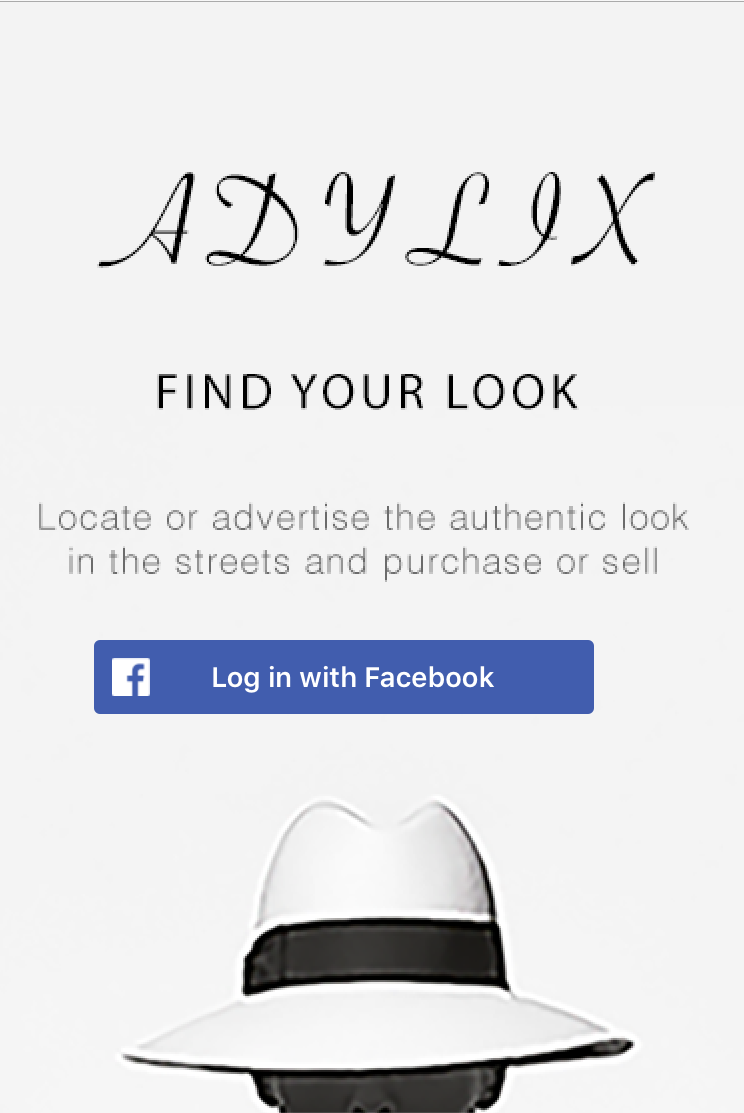 ADYLIX
FIND YOUR LOOK
Locate or advertise the authentic look
in the streets and purchase or sell
Log in with Facebook